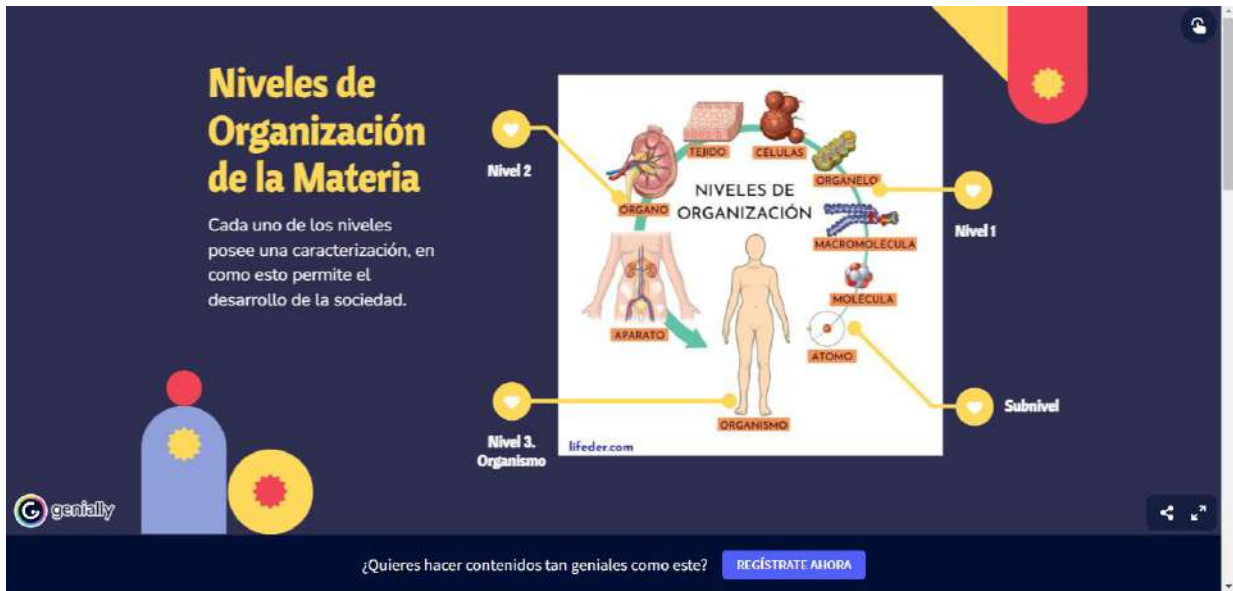 Niveles de
Organización
de la Materia
Cada uno de los niveles
posee una caracterización, en
como esto permite el
desarrollo de la sociedad.
Nivel 2
TEJIDO
CÉLULAS
ORGANELO
Nivel 1
NIVELES DE
ORGANIZACIÓN
ÓRGANO
MACROMOLÉCULA
MOLÉCULA
APARATO
ÁTOMO
Subnivel
ORGANISMO
Nivel 3.
Organismo
lifeder.com
genially
¿Quieres hacer contenidos tan geniales como este?
REGÍSTRATE AHORA